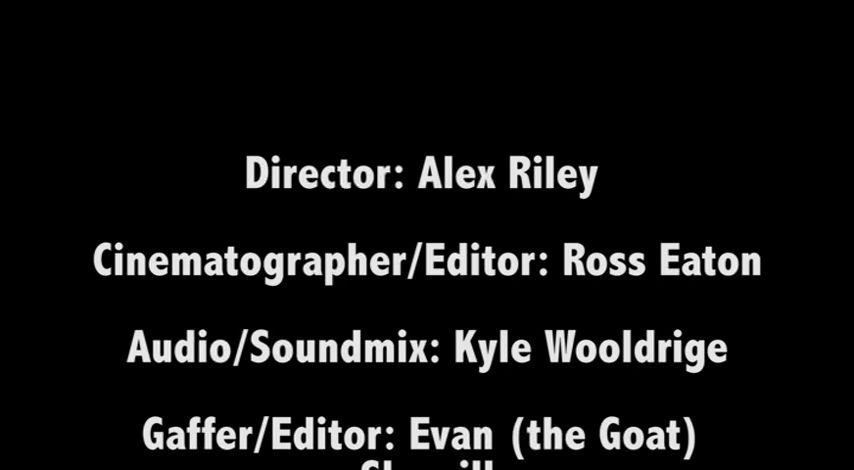 Director: Alex Riley
Cinematographer/Editor: Ross Eaton
Audio/Soundmix: Kyle Wooldrige
Gaffer/Editor: Evan (the Goat)